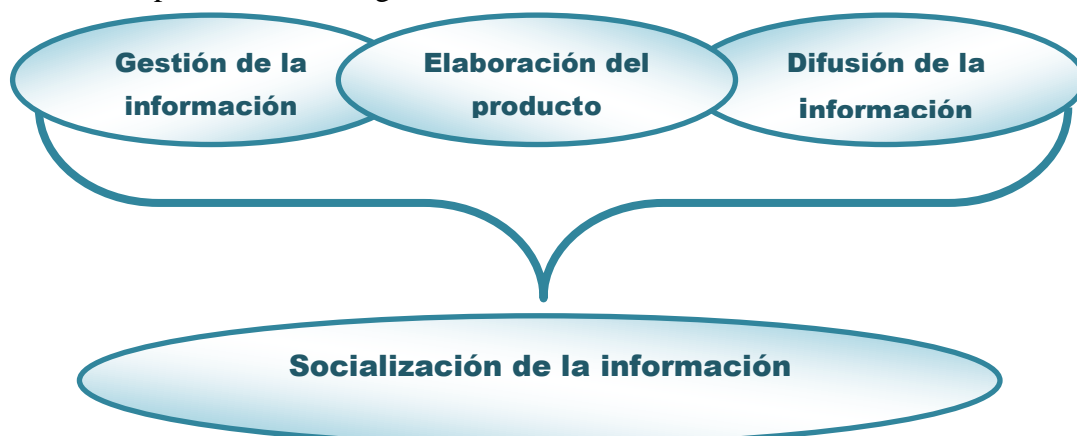 Gestión de la
información
Elaboración del
producto
Difusión de la
información
Socialización de la información